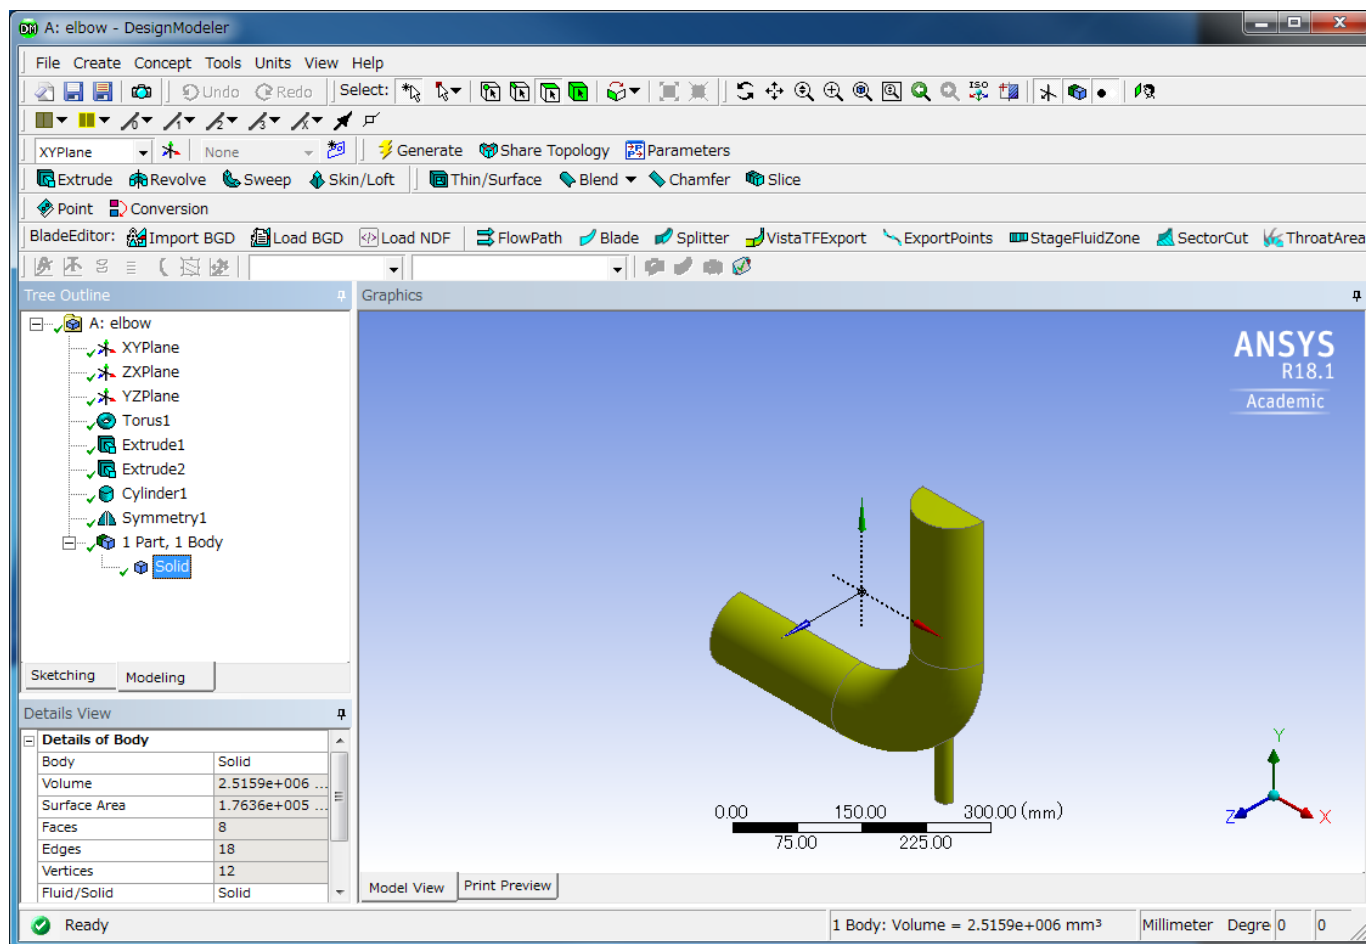 A: elbow - DesignModeler
File Create Concept Tools Units View Help
Undo Redo Select: ISO
XYPlane None Generate Share Topology Parameters
Extrude Revolve Sweep Skin/Loft Thin/Surface Blend Chamfer Slice
Point Conversion
BladeEditor: Import BGD Load BGD Load NDF FlowPath Blade Splitter VistaTFExport ExportPoints StageFluidZone SectorCut ThroatArea
Tree Outline
A: elbow
XYPlane
ZXPlane
YZPlane
Torus1
Extrude1
Extrude2
Cylinder1
Symmetry1
1 Part, 1 Body
Solid
Sketching Modeling
Details View
Details of Body
Body Solid
Volume 2.5159e+006 ...
Surface Area 1.7636e+005 ...
Faces 8
Edges 18
Vertices 12
Fluid/Solid Solid
Graphics
ANSYS
R18.1
Academic
0.00 150.00 300.00 (mm)
75.00 225.00
Y
Z X
Model View Print Preview
Ready 1 Body: Volume = 2.5159e+006 mm³ Millimeter Degre 0 0